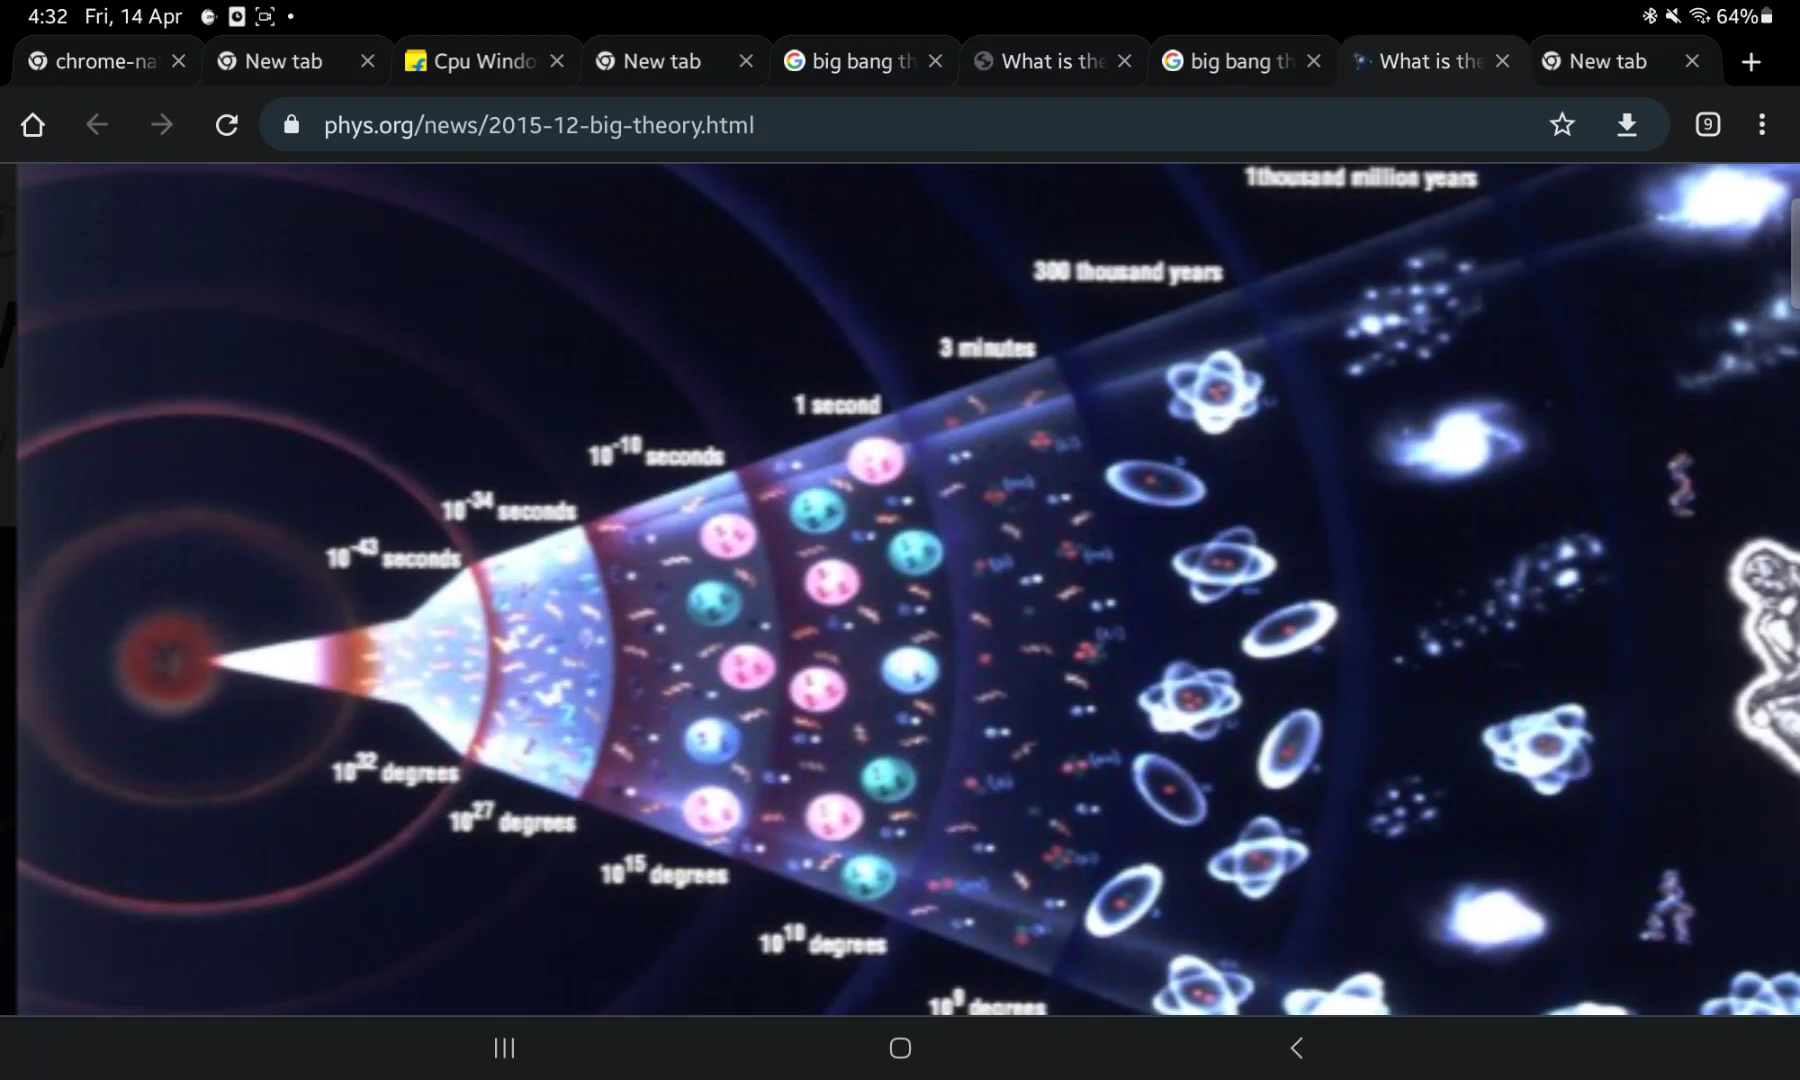 4:32 Fri, 14 Apr
64%
chrome-na
New tab
Cpu Windo
New tab
big bang th
What is the
big bang th
What is the
New tab
phys.org/news/2015-12-big-theory.html
9
1thousand million years
300 thousand years
3 minutes
1 second
10⁻¹⁰ seconds
10⁻³⁴ seconds
10⁻⁴³ seconds
10³² degrees
10²⁷ degrees
10¹⁵ degrees
10¹⁰ degrees
10⁹ degrees